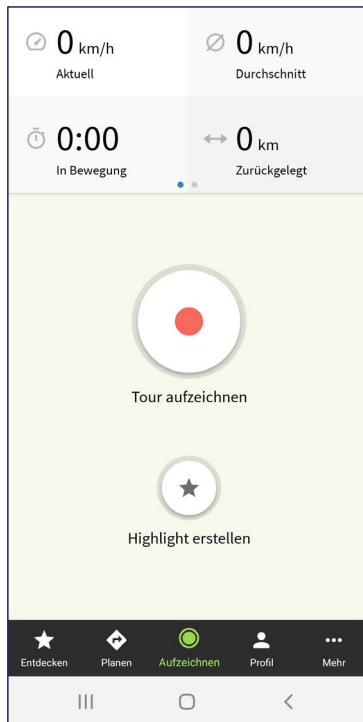 0 km/h
Aktuell
0 km/h
Durchschnitt
0:00
In Bewegung
0 km
Zurückgelegt
Tour aufzeichnen
Highlight erstellen
Entdecken
Planen
Aufzeichnen
Profil
Mehr